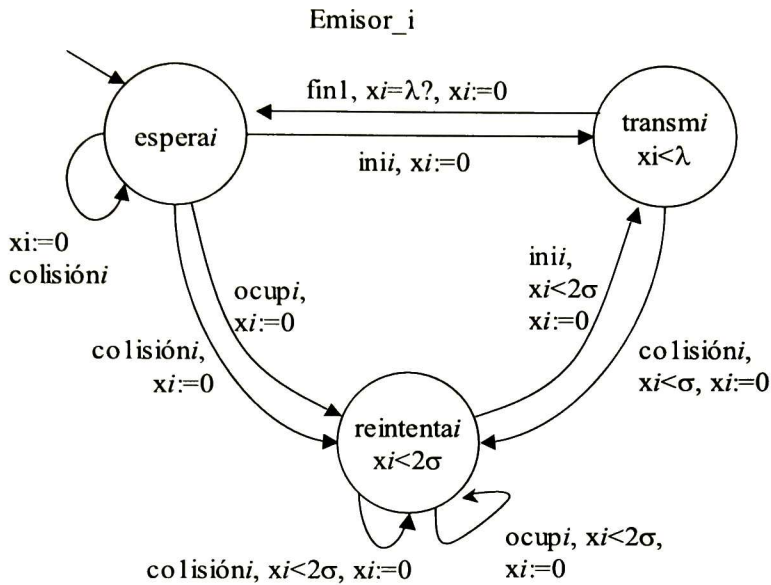 Emisor_i
fin1, xi=λ?, xi:=0
esperai
transmi
xi<λ
inii, xi:=0
xi:=0
colisióni
ocupi,
xi:=0
inii,
xi<2σ
xi:=0
colisióni,
xi:=0
colisióni,
xi<σ, xi:=0
reintentai
xi<2σ
ocupi, xi<2σ,
xi:=0
colisióni, xi<2σ, xi:=0